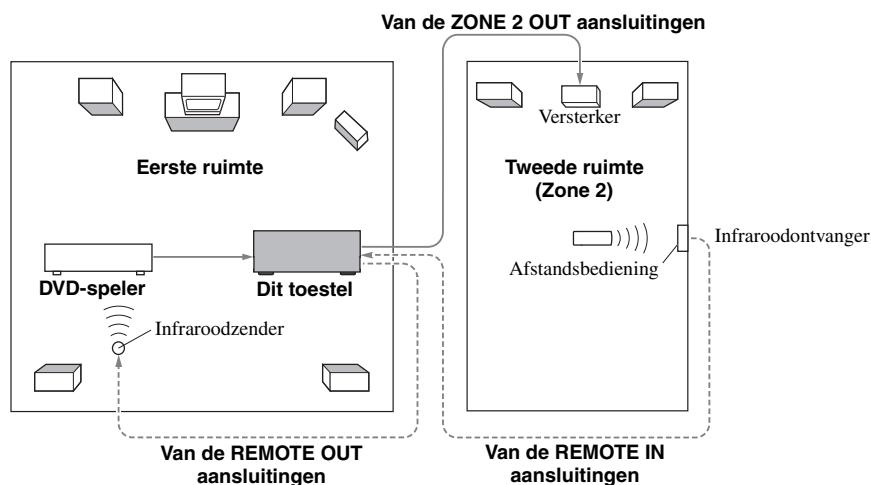 Van de ZONE 2 OUT aansluitingen
Versterker
Eerste ruimte
Tweede ruimte
(Zone 2)
Infraroodontvanger
Afstandsbediening
DVD-speler
Dit toestel
Infraroodzender
Van de REMOTE OUT
aansluitingen
Van de REMOTE IN
aansluitingen